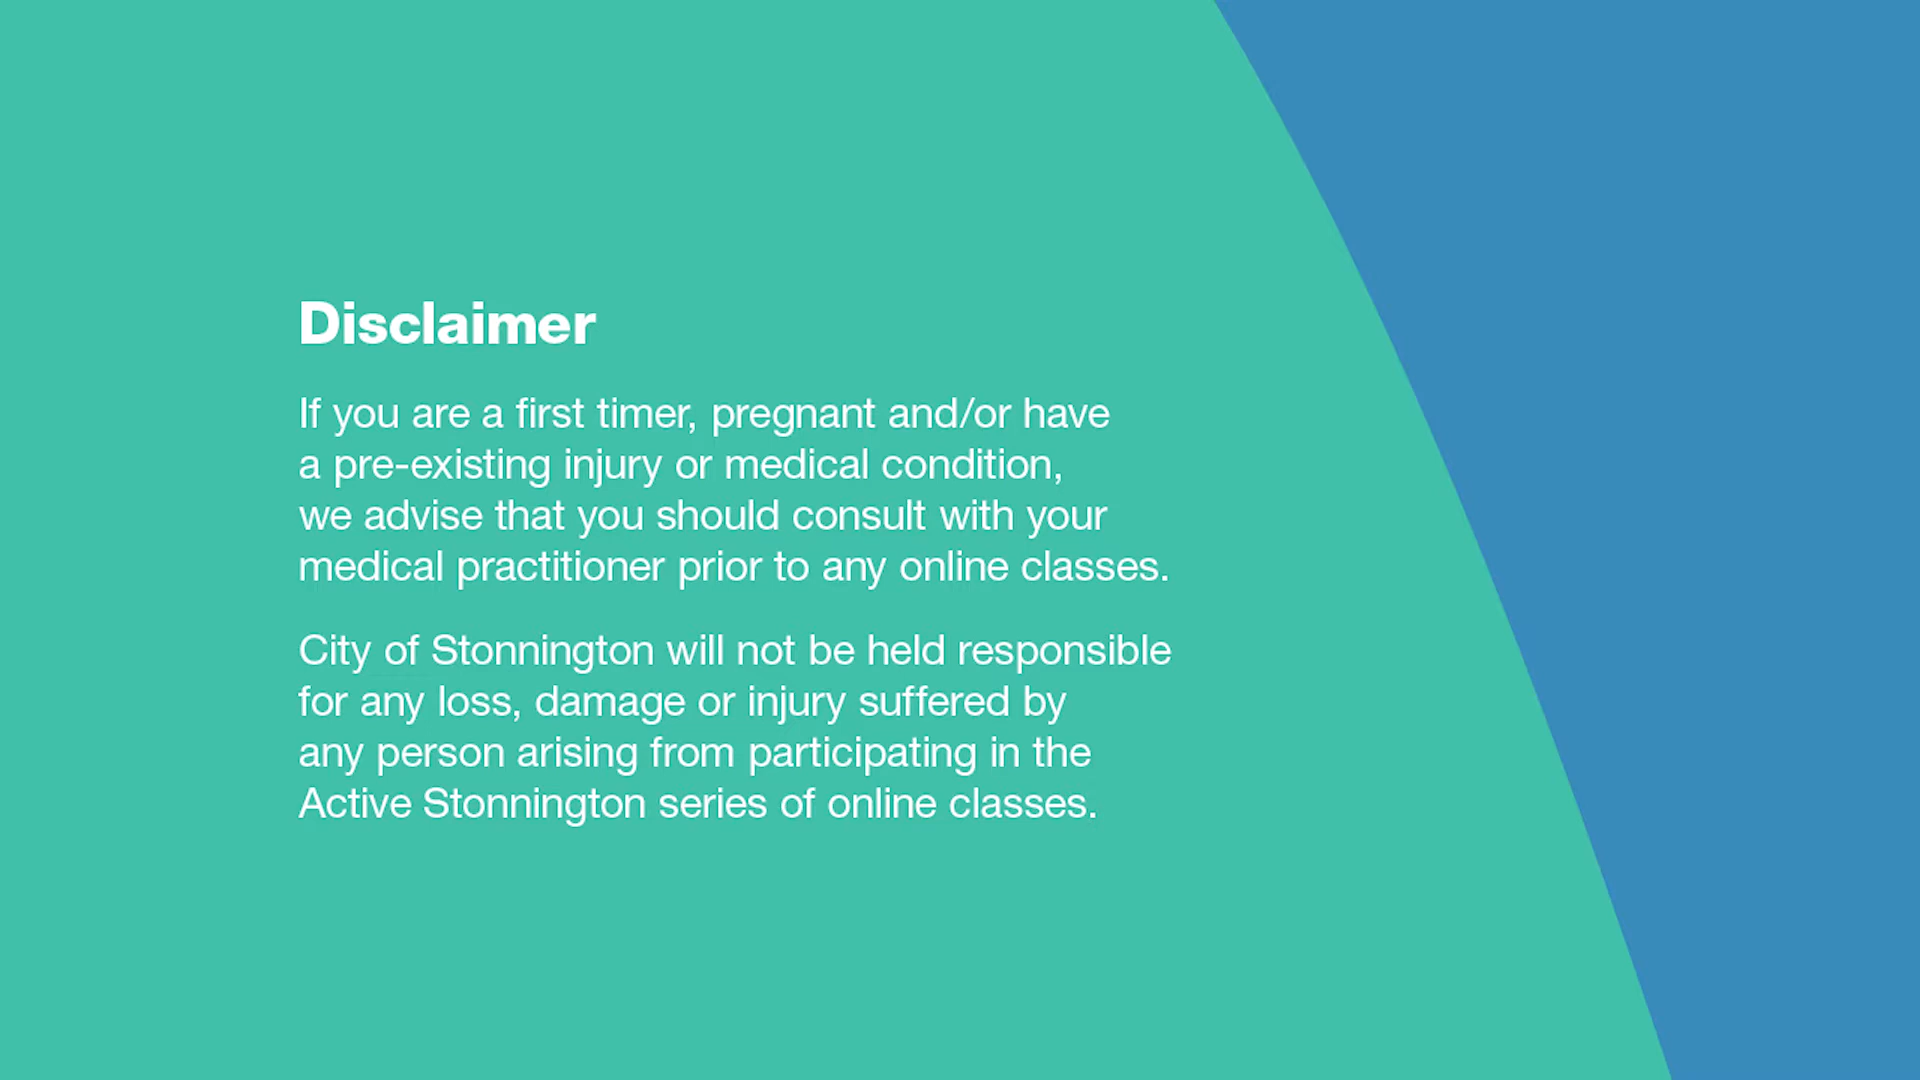 Disclaimer
If you are a first timer, pregnant and/or have
a pre-existing injury or medical condition,
we advise that you should consult with your
medical practitioner prior to any online classes.
City of Stonnington will not be held responsible
for any loss, damage or injury suffered by
any person arising from participating in the
Active Stonnington series of online classes.